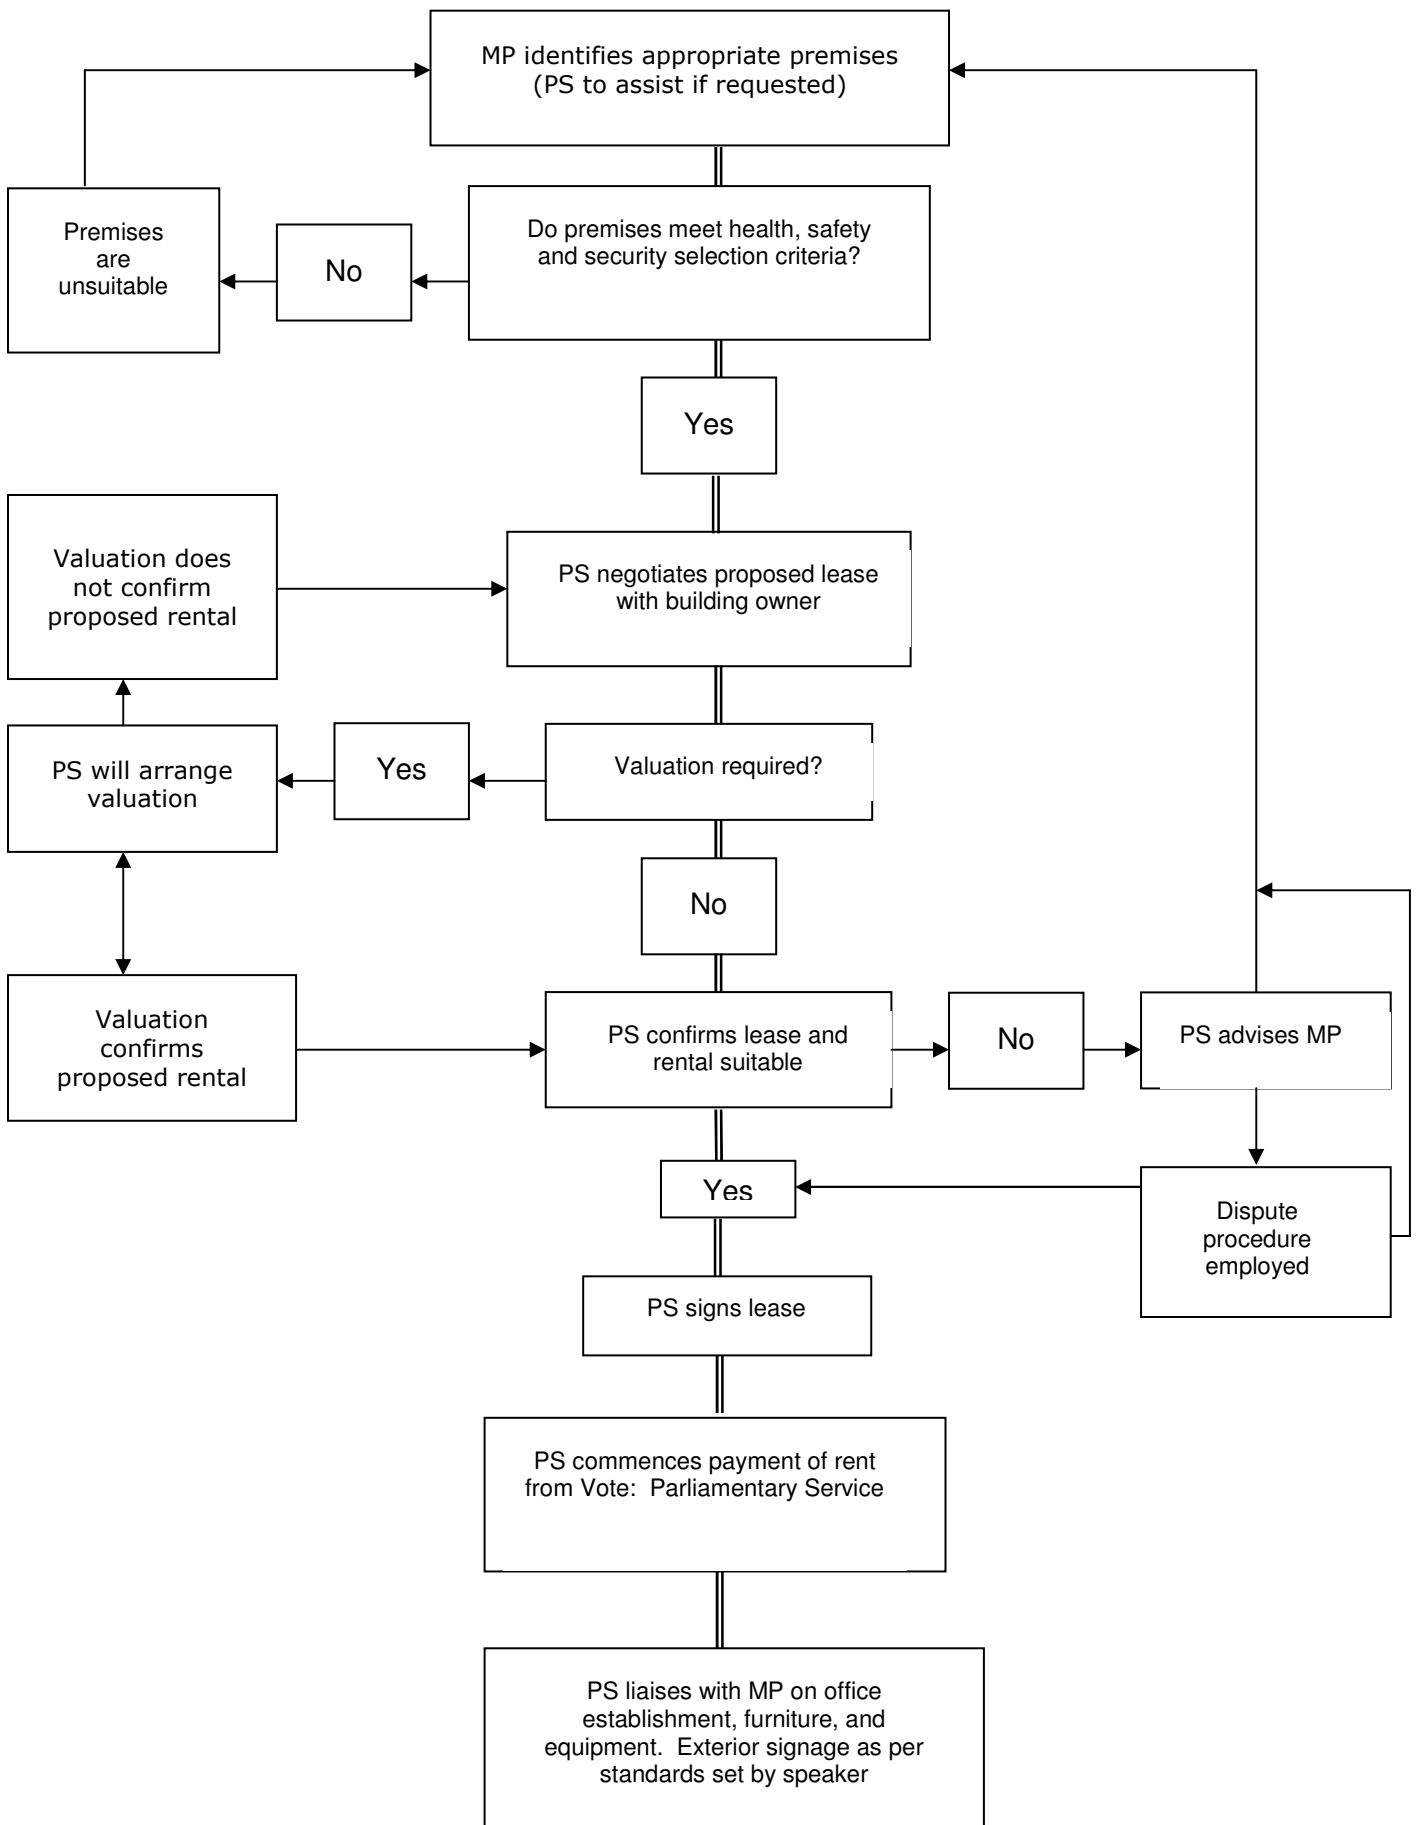 MP identifies appropriate premises
(PS to assist if requested)
Premises
are
unsuitable
No
Do premises meet health, safety
and security selection criteria?
Yes
Valuation does
not confirm
proposed rental
PS negotiates proposed lease
with building owner
PS will arrange
valuation
Yes
Valuation required?
No
Valuation
confirms
proposed rental
PS confirms lease and
rental suitable
No
PS advises MP
Yes
Dispute
procedure
employed
PS signs lease
PS commences payment of rent
from Vote:  Parliamentary Service
PS liaises with MP on office
establishment, furniture, and
equipment.  Exterior signage as per
standards set by speaker